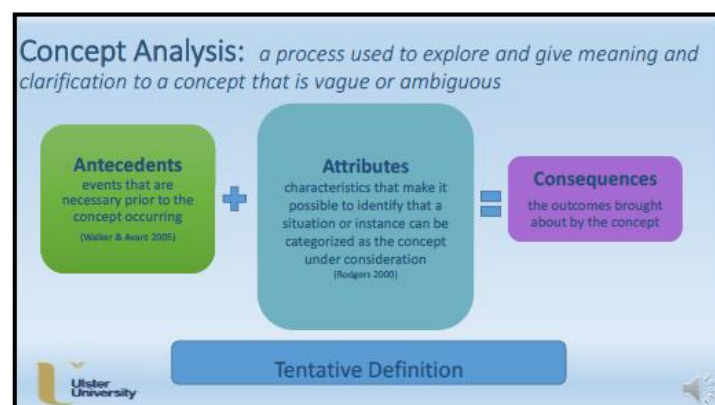 Concept Analysis: a process used to explore and give meaning and
clarification to a concept that is vague or ambiguous
Antecedents
events that are
necessary prior to the
concept occurring
(Walker & Avant 2005)
Attributes
characteristics that make it
possible to identify that a
situation or instance can be
categorized as the concept
under consideration
(Rodgers 2000)
Consequences
the outcomes brought
about by the concept
Tentative Definition
Ulster
University